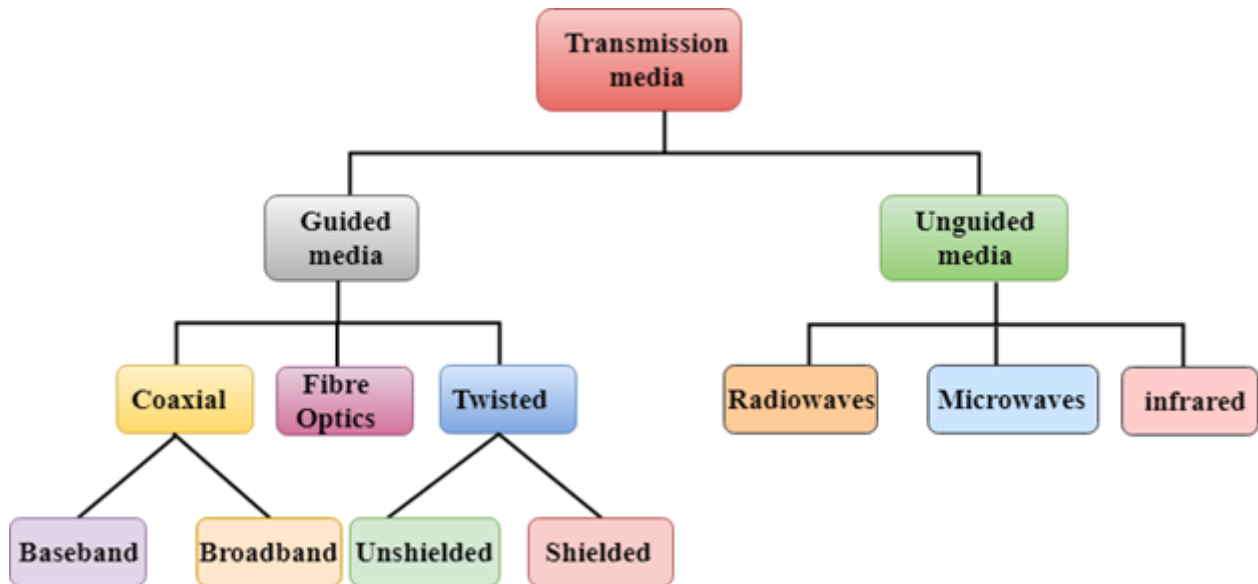 Transmission
media
Guided
media
Unguided
media
Coaxial
Fibre
Optics
Twisted
Radiowaves
Microwaves
infrared
Baseband
Broadband
Unshielded
Shielded